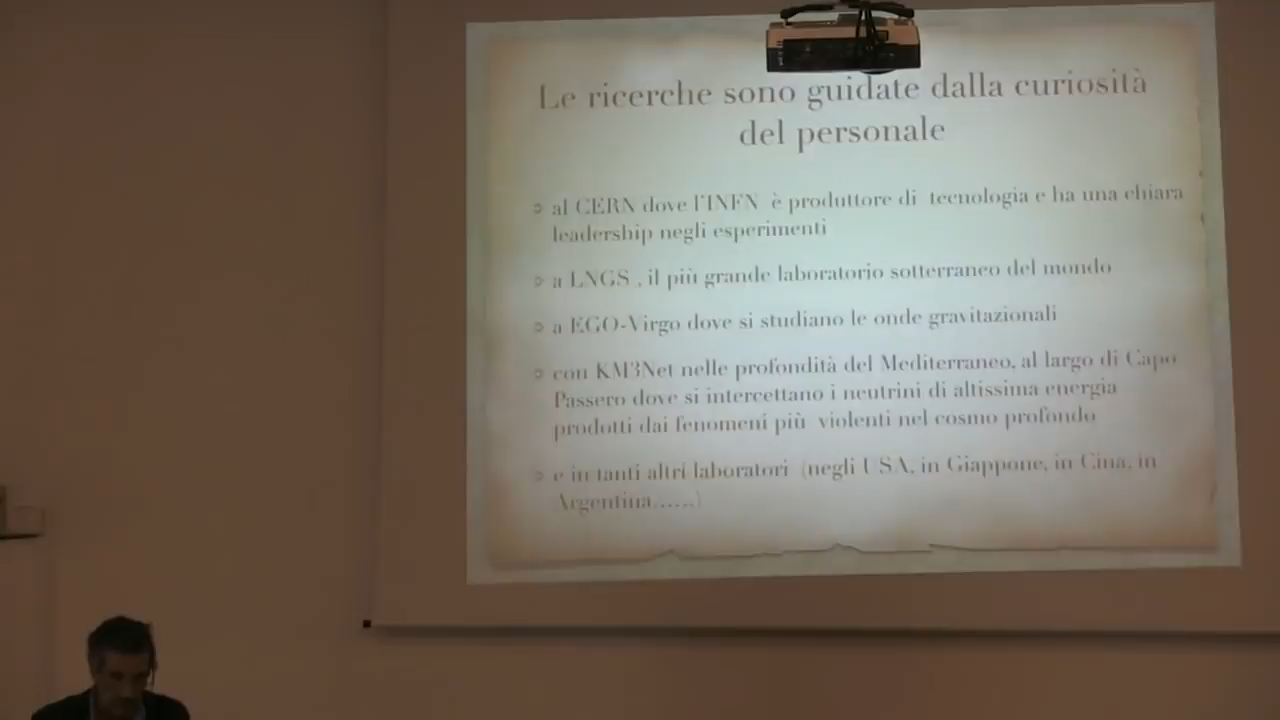 Le ricerche sono guidate dalla curiosità
del personale
al CERN dove l'INFN è produttore di tecnologia e ha una chiara
leadership negli esperimenti
a LNGS , il più grande laboratorio sotterraneo del mondo
a EGO-Virgo dove si studiano le onde gravitazionali
con KM3Net nelle profondità del Mediterraneo, al largo di Capo
Passero dove si intercettano i neutrini di altissima energia
prodotti dai fenomeni più violenti nel cosmo profondo
e in tanti altri laboratori (negli USA, in Giappone, in Cina, in
Argentina......)